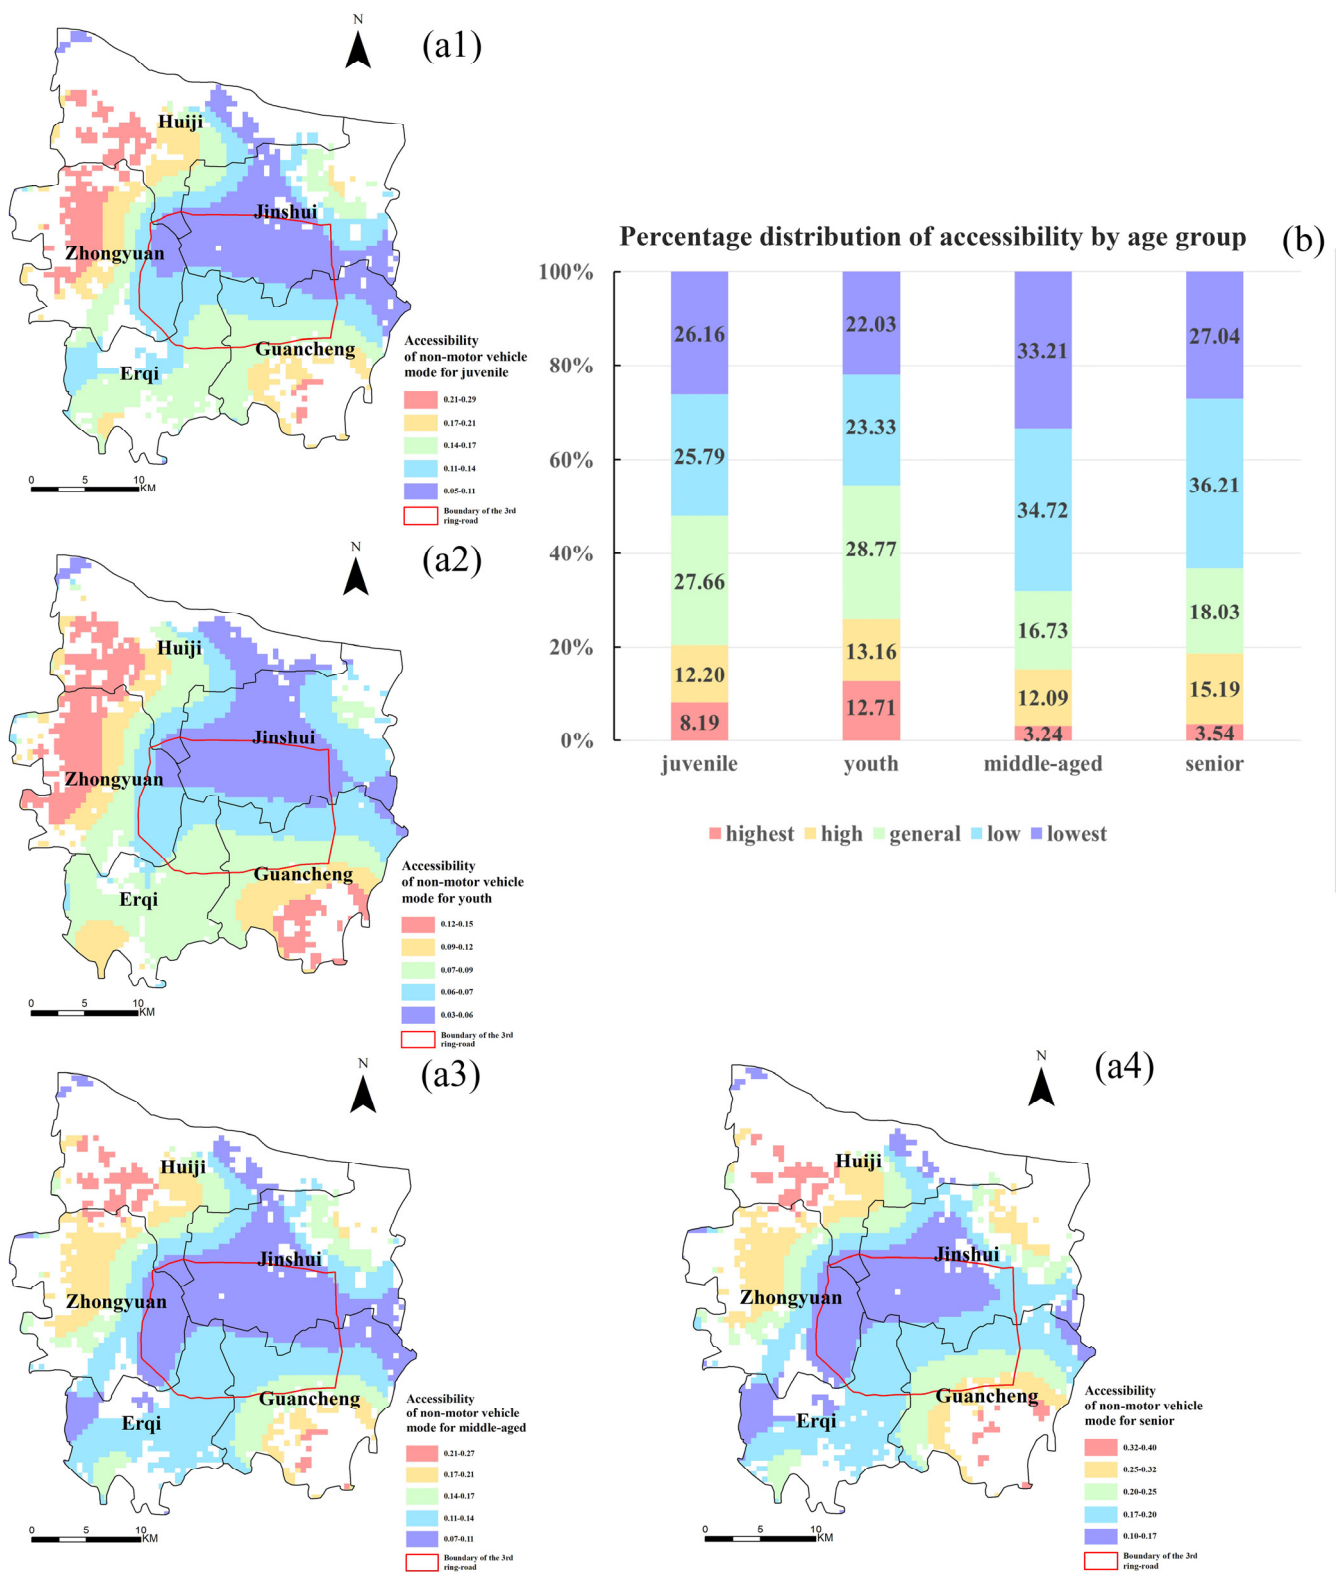 N
(a1)
Huiji
Jinshui
Zhongyuan
Guancheng
Erqi
Accessibility
of non-motor vehicle
mode for juvenile
0.21-0.29
0.17-0.21
0.14-0.17
0.11-0.14
0.05-0.11
Boundary of the 3rd
ring-road
0 5 10
KM
(a2)
N
Huiji
Jinshui
Zhongyuan
Guancheng
Erqi
Accessibility
of non-motor vehicle
mode for youth
0.12-0.15
0.09-0.12
0.07-0.09
0.06-0.07
0.03-0.06
Boundary of the 3rd
ring-road
0 5 10
KM
Percentage distribution of accessibility by age group
(b)
100%
80%
60%
40%
20%
0%
26.16
25.79
27.66
12.20
8.19
22.03
23.33
28.77
13.16
12.71
33.21
34.72
16.73
12.09
3.24
27.04
36.21
18.03
15.19
3.54
juvenile youth middle-aged senior
highest high general low lowest
(a3)
N
Huiji
Jinshui
Zhongyuan
Guancheng
Erqi
Accessibility
of non-motor vehicle
mode for middle-aged
0.21-0.27
0.17-0.21
0.14-0.17
0.11-0.14
0.07-0.11
Boundary of the 3rd
ring-road
0 5 10
KM
(a4)
N
Huiji
Jinshui
Zhongyuan
Guancheng
Erqi
Accessibility
of non-motor vehicle
mode for senior
0.32-0.40
0.25-0.32
0.20-0.25
0.17-0.20
0.10-0.17
Boundary of the 3rd
ring-road
0 5 10
KM